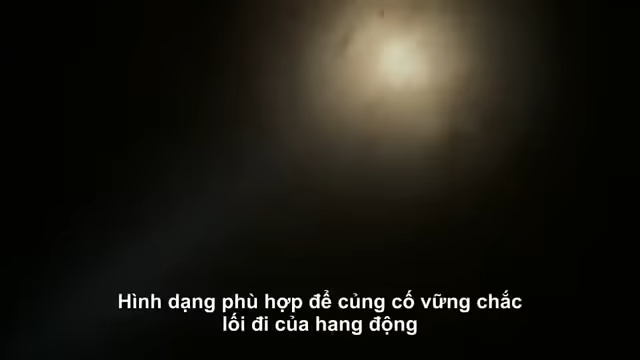 Hình dạng phù hợp để củng cố vững chắc
lối đi của hang động